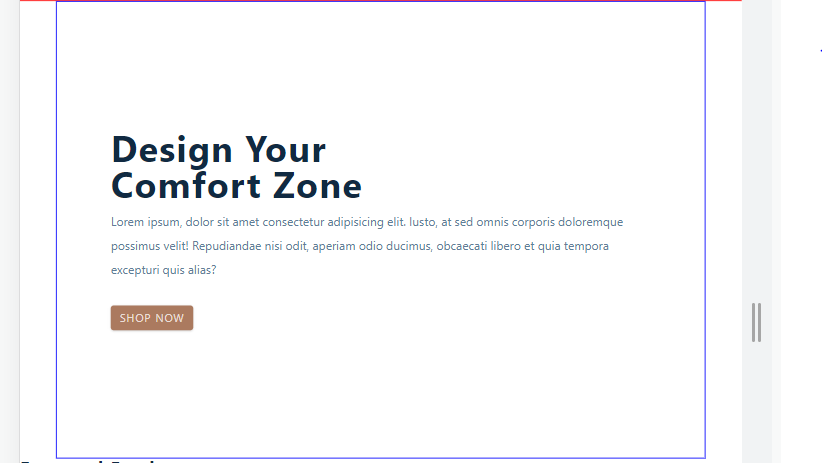 Design Your
Comfort Zone
Lorem ipsum, dolor sit amet consectetur adipisicing elit. Iusto, at sed omnis corporis doloremque
possimus velit! Repudiandae nisi odit, aperiam odio ducimus, obcaecati libero et quia tempora
excepturi quis alias?
SHOP NOW